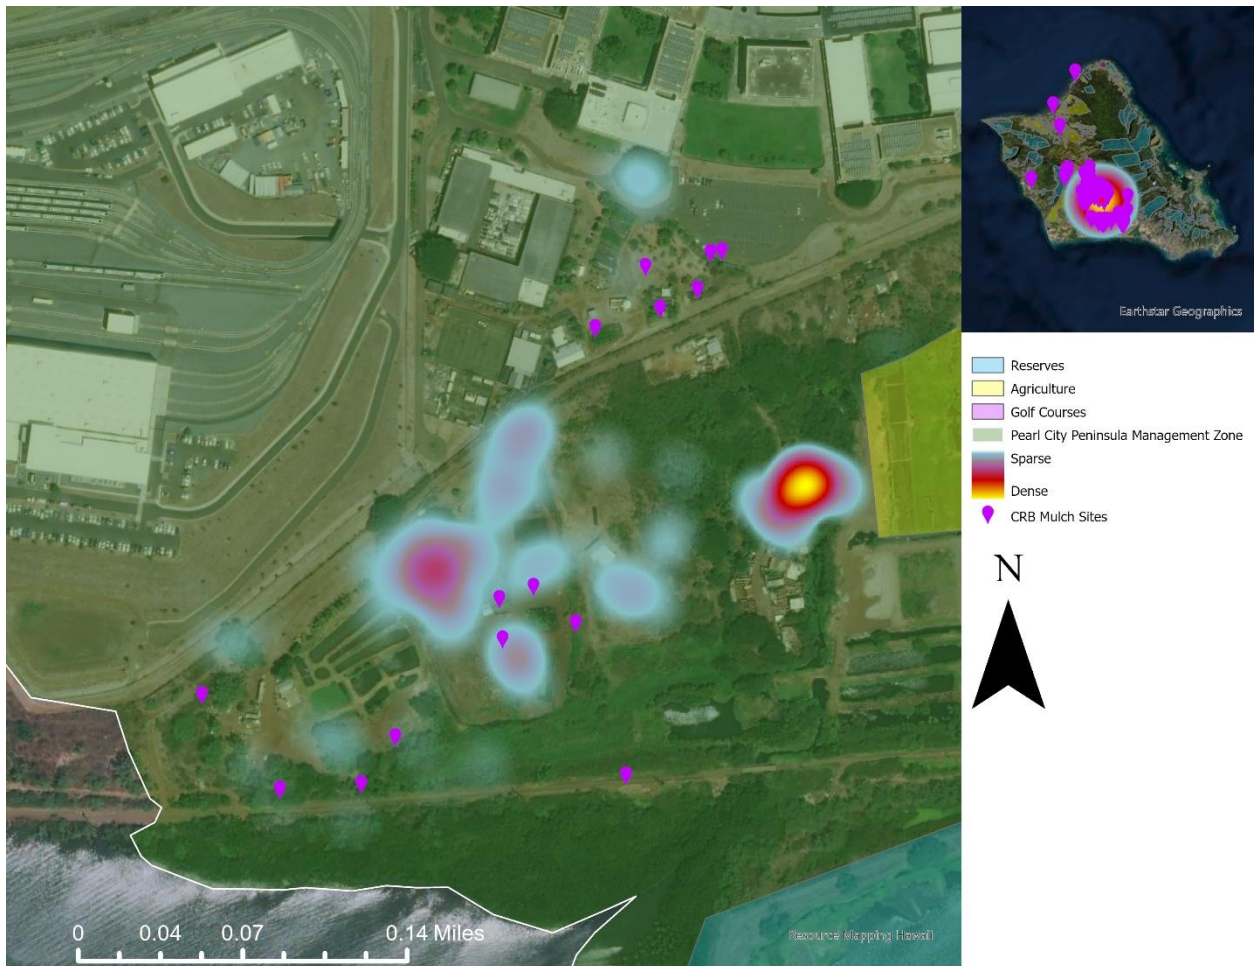 Earthstar Geographics
Reserves
Agriculture
Golf Courses
Pearl City Peninsula Management Zone
Sparse
Dense
CRB Mulch Sites
N
Resource Mapping Hawaii
0 0.04 0.07 0.14 Miles